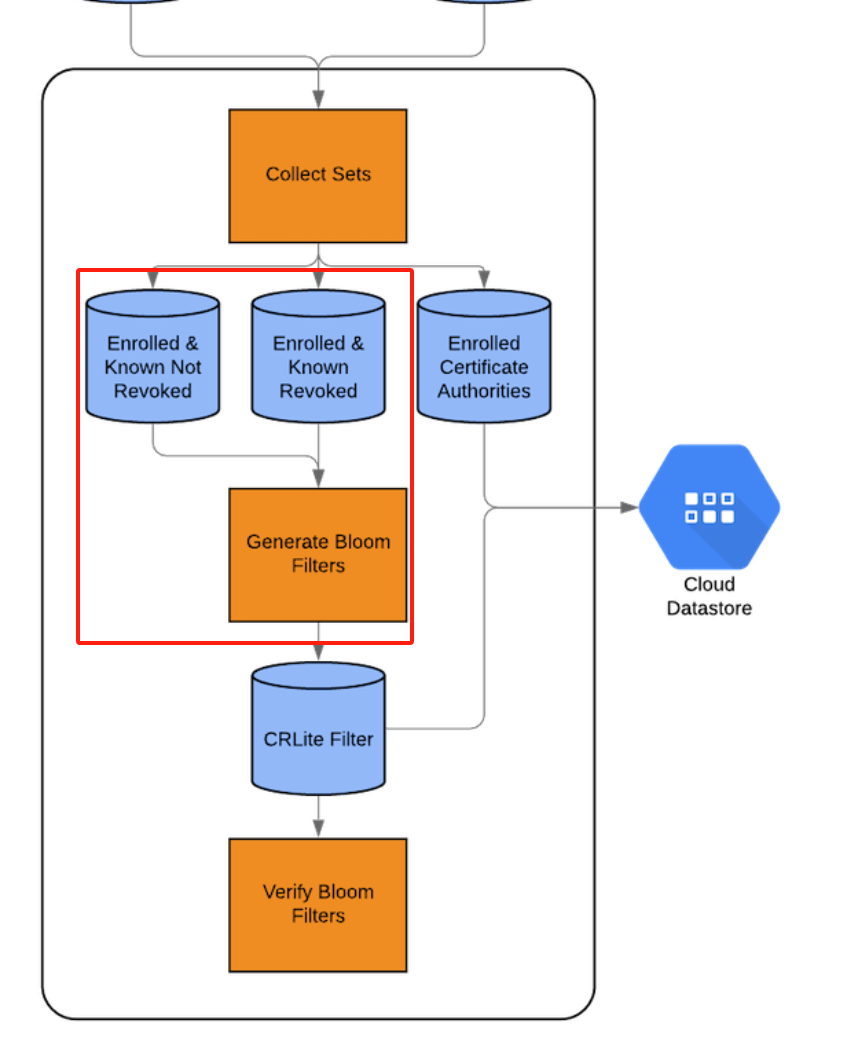 Collect Sets
Enrolled &
Known Not
Revoked
Enrolled &
Known
Revoked
Enrolled
Certificate
Authorities
Generate Bloom
Filters
Cloud
Datastore
CRLite Filter
Verify Bloom
Filters